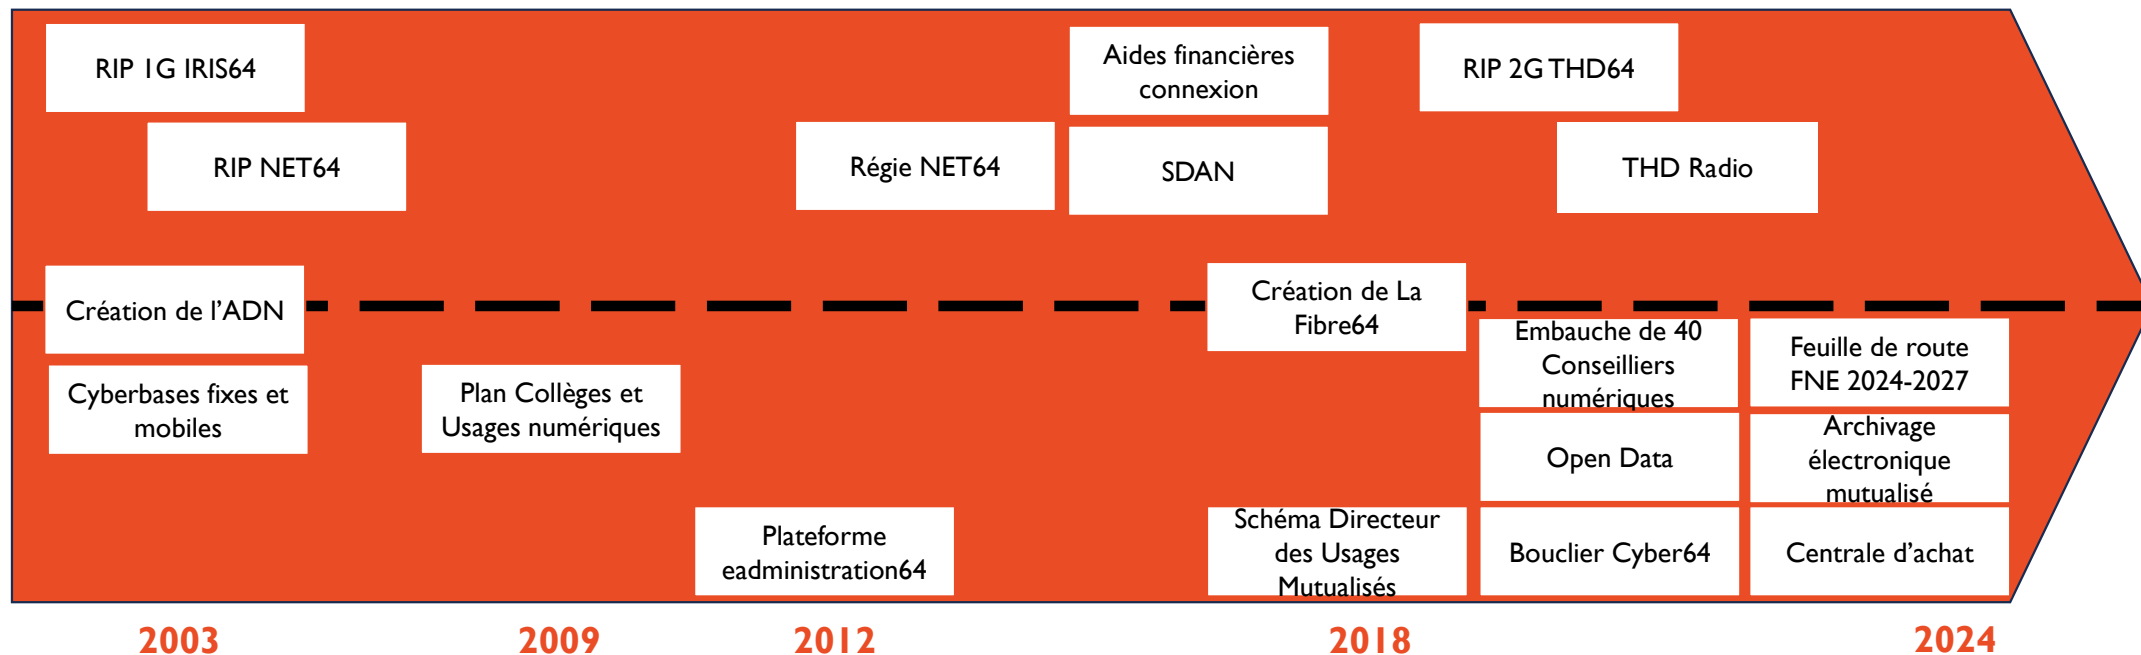 RIP 1G IRIS64
Aides financières
connexion
RIP 2G THD64
RIP NET64
Régie NET64
SDAN
THD Radio
Création de l’ADN
Création de La
Fibre64
Cyberbases fixes et
mobiles
Plan Collèges et
Usages numériques
Embauche de 40
Conseilliers
numériques
Feuille de route
FNE 2024-2027
Open Data
Archivage
électronique
mutualisé
Plateforme
eadministration64
Schéma Directeur
des Usages
Mutualisés
Bouclier Cyber64
Centrale d’achat
2003
2009
2012
2018
2024